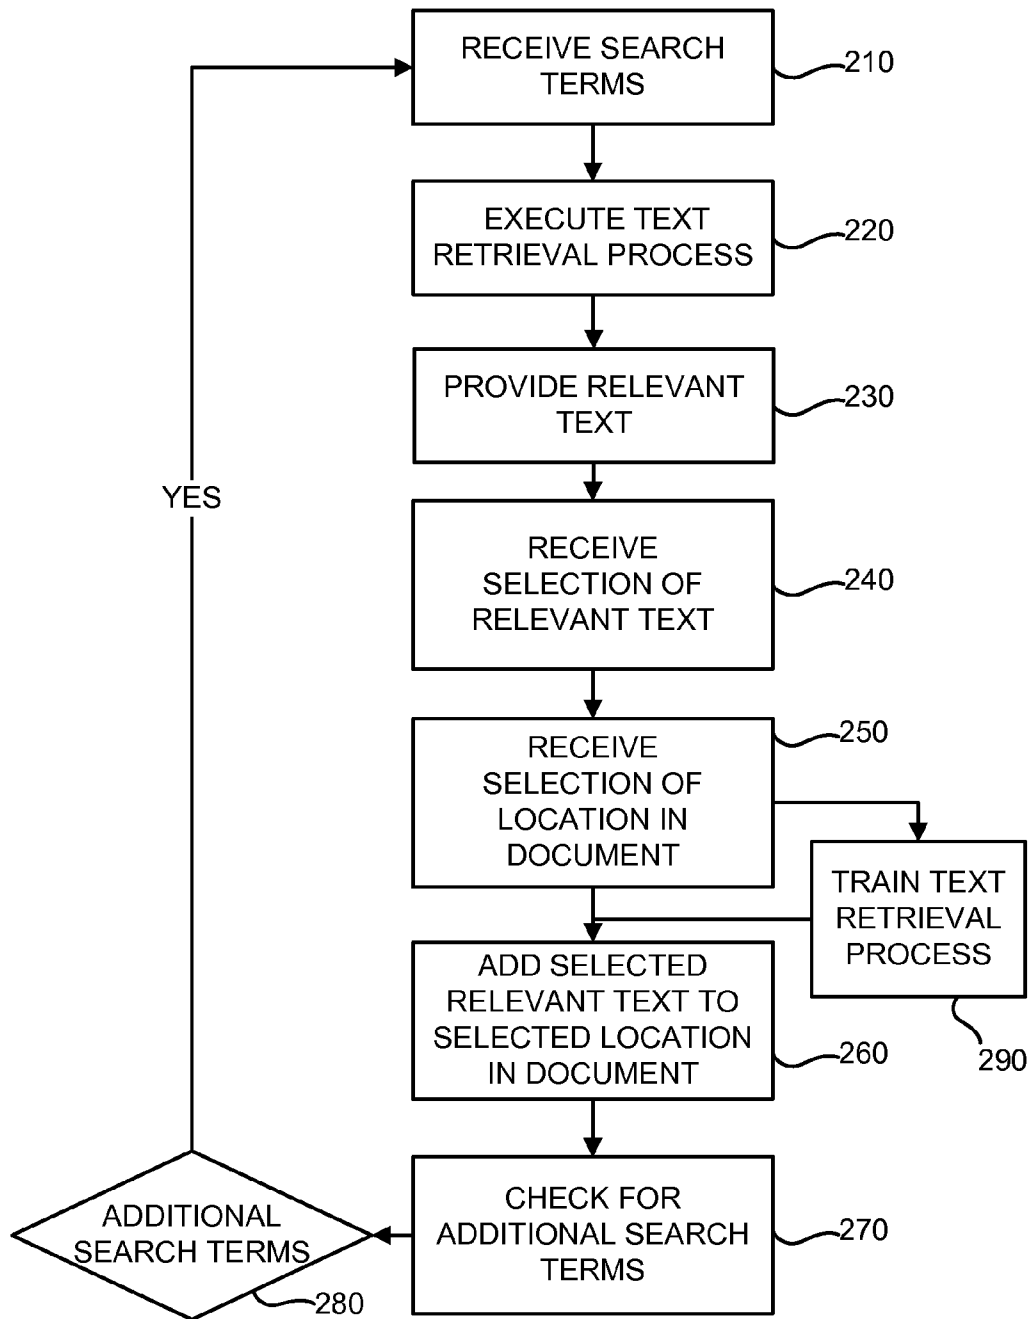 RECEIVE SEARCH
TERMS
210
EXECUTE TEXT
RETRIEVAL PROCESS
220
PROVIDE RELEVANT
TEXT
230
YES
RECEIVE
SELECTION OF
RELEVANT TEXT
240
RECEIVE
SELECTION OF
LOCATION IN
DOCUMENT
250
TRAIN TEXT
RETRIEVAL
PROCESS
290
ADD SELECTED
RELEVANT TEXT TO
SELECTED LOCATION
IN DOCUMENT
260
CHECK FOR
ADDITIONAL SEARCH
TERMS
270
ADDITIONAL
SEARCH TERMS
280